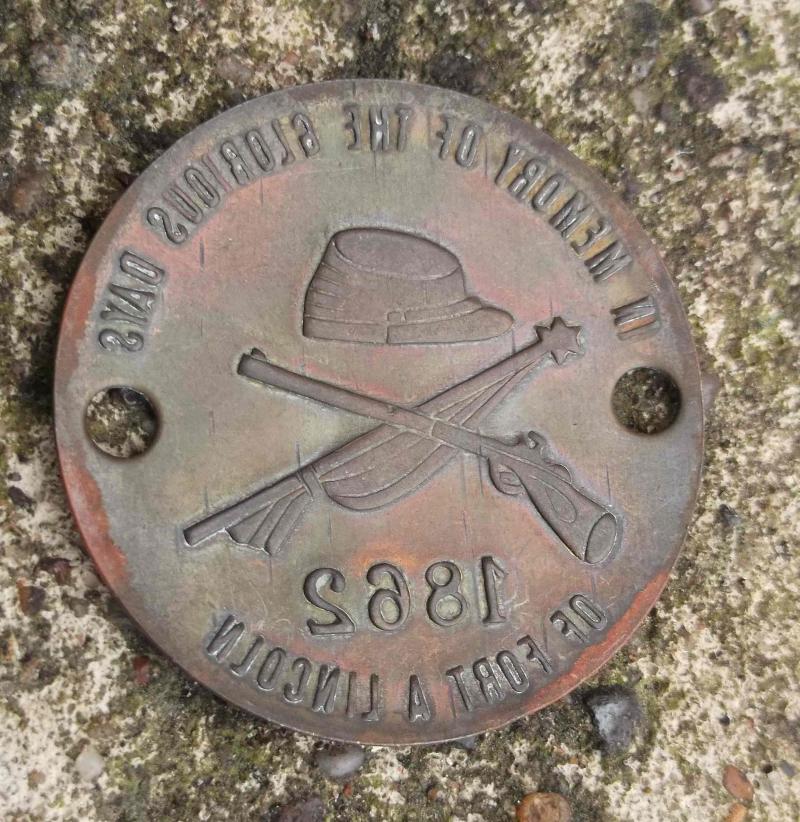 IN MEMORY OF THE GLORIOUS DAYS
1862
OF FORT A LINCOLN